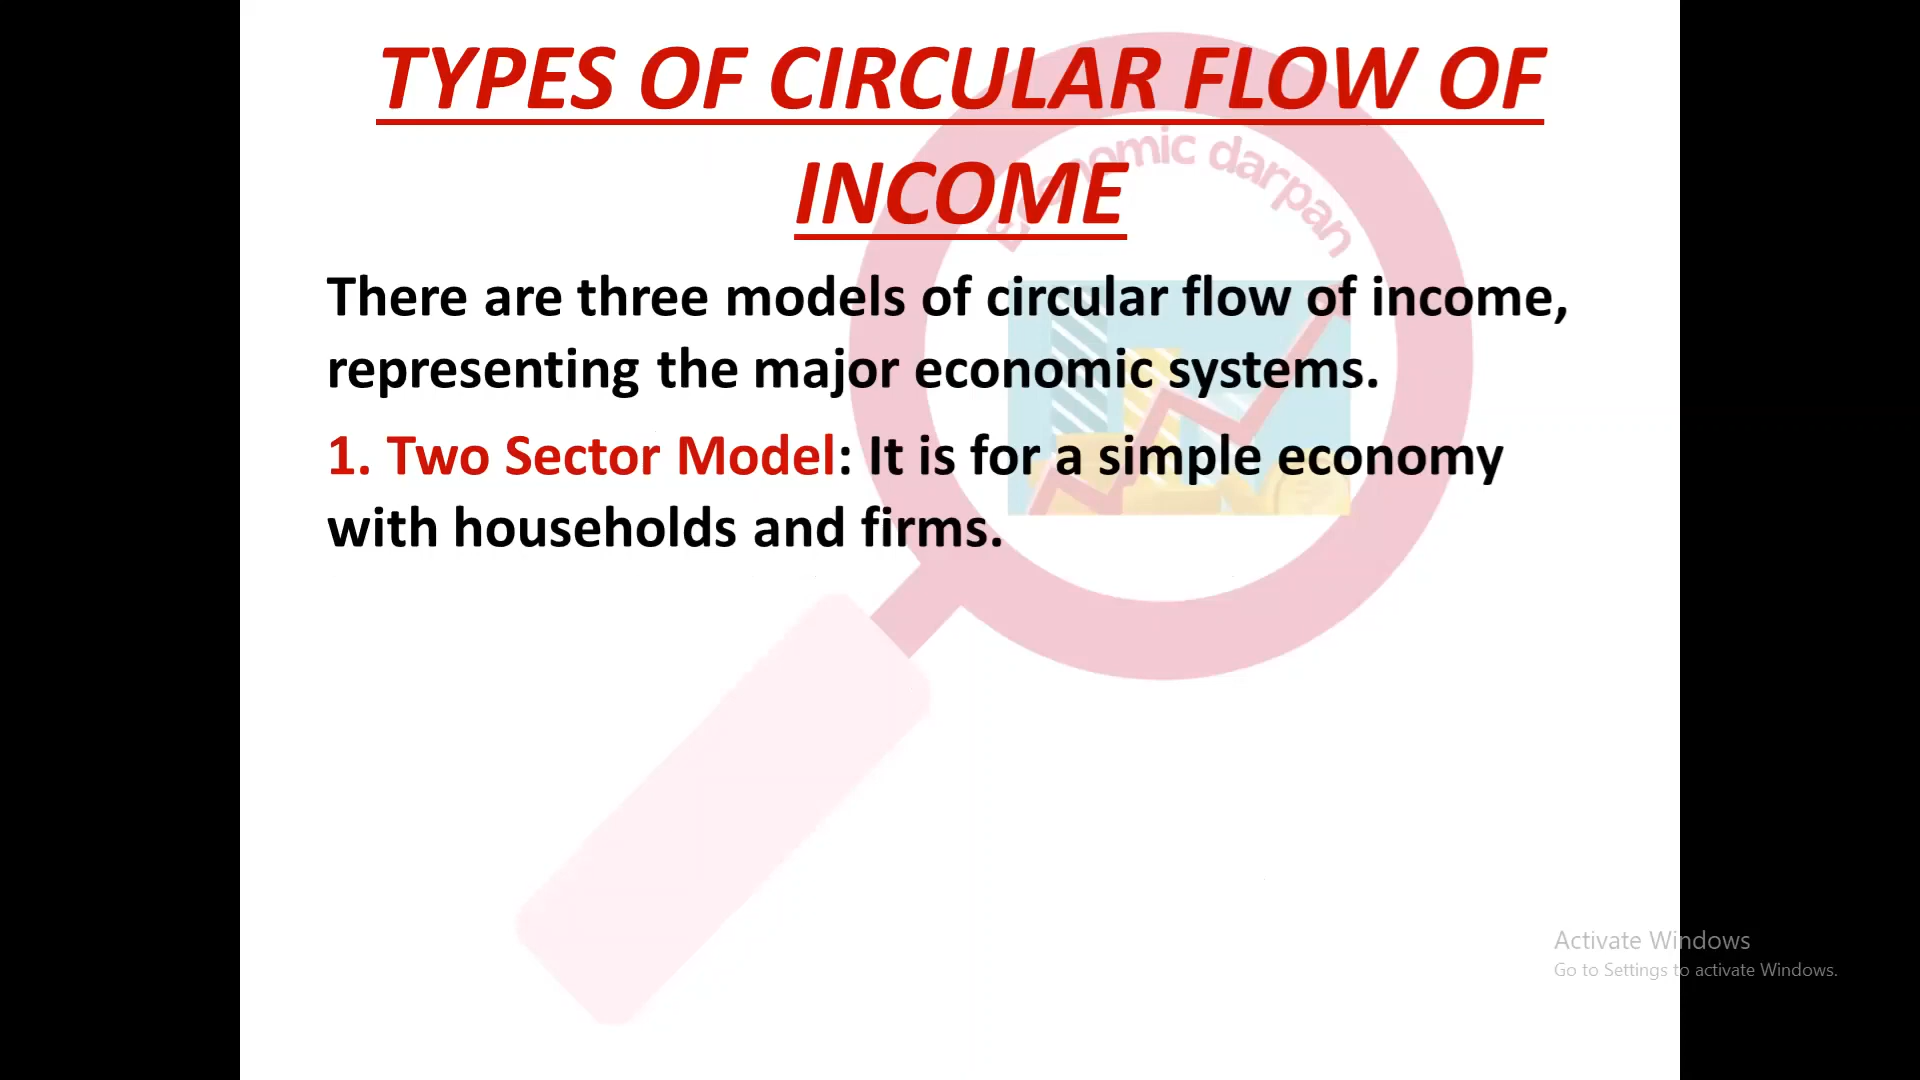 TYPES OF CIRCULAR FLOW OF
INCOME
Economic darpan
There are three models of circular flow of income,
representing the major economic systems.
1. Two Sector Model: It is for a simple economy
with households and firms.
Activate Windows
Go to Settings to activate Windows.